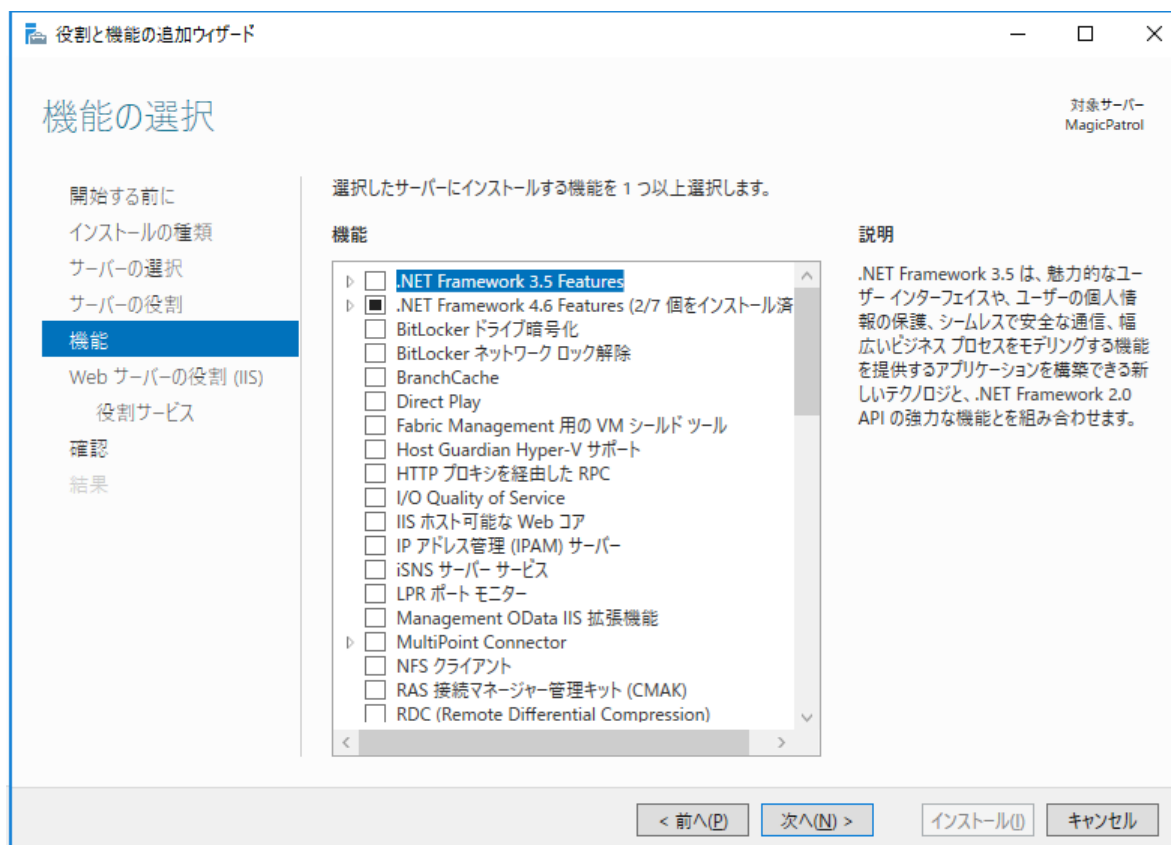 役割と機能の追加ウィザード
機能の選択
対象サーバー
MagicPatrol
開始する前に
インストールの種類
サーバーの選択
サーバーの役割
機能
Web サーバーの役割 (IIS)
役割サービス
確認
結果
選択したサーバーにインストールする機能を 1 つ以上選択します。
機能
.NET Framework 3.5 Features
.NET Framework 4.6 Features (2/7 個をインストール済
BitLocker ドライブ暗号化
BitLocker ネットワーク ロック解除
BranchCache
Direct Play
Fabric Management 用の VM シールド ツール
Host Guardian Hyper-V サポート
HTTP プロキシを経由した RPC
I/O Quality of Service
IIS ホスト可能な Web コア
IP アドレス管理 (IPAM) サーバー
iSNS サーバー サービス
LPR ポート モニター
Management OData IIS 拡張機能
MultiPoint Connector
NFS クライアント
RAS 接続マネージャー管理キット (CMAK)
RDC (Remote Differential Compression)
説明
.NET Framework 3.5 は、魅力的なユー
ザー インターフェイスや、ユーザーの個人情
報の保護、シームレスで安全な通信、幅
広いビジネス プロセスをモデリングする機能
を提供するアプリケーションを構築できる新
しいテクノロジと、.NET Framework 2.0
API の強力な機能とを組み合わせます。
< 前へ(P)
次へ(N) >
インストール(I)
キャンセル